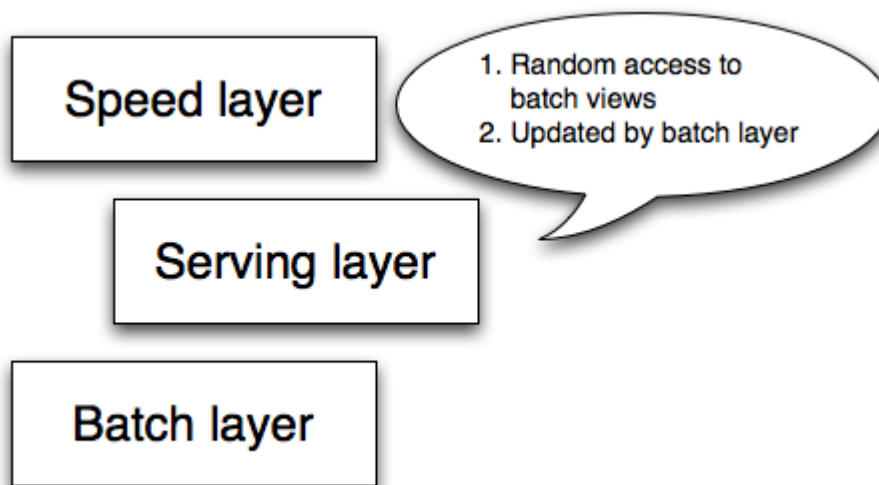 Speed layer
1. Random access to
batch views
2. Updated by batch layer
Serving layer
Batch layer